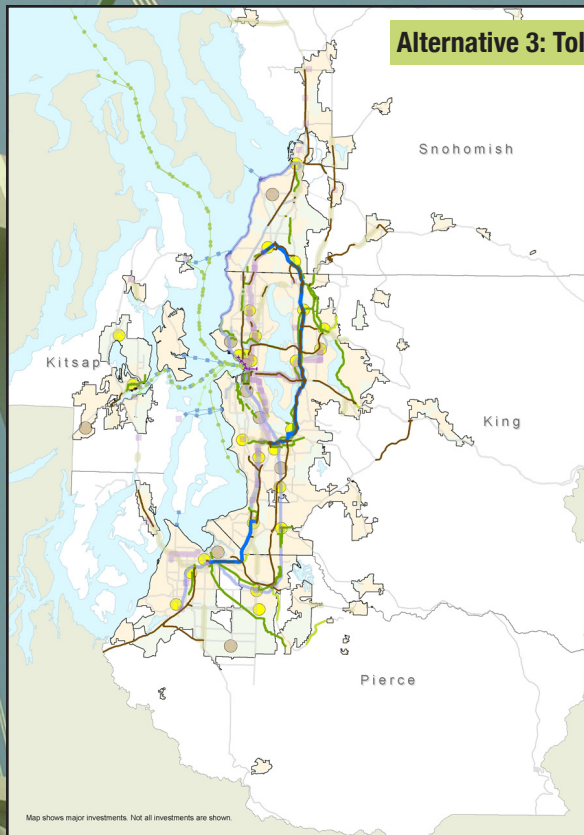 Alternative 3: Tol
Snohomish
Kitsap
King
Pierce
Map shows major investments. Not all investments are shown.